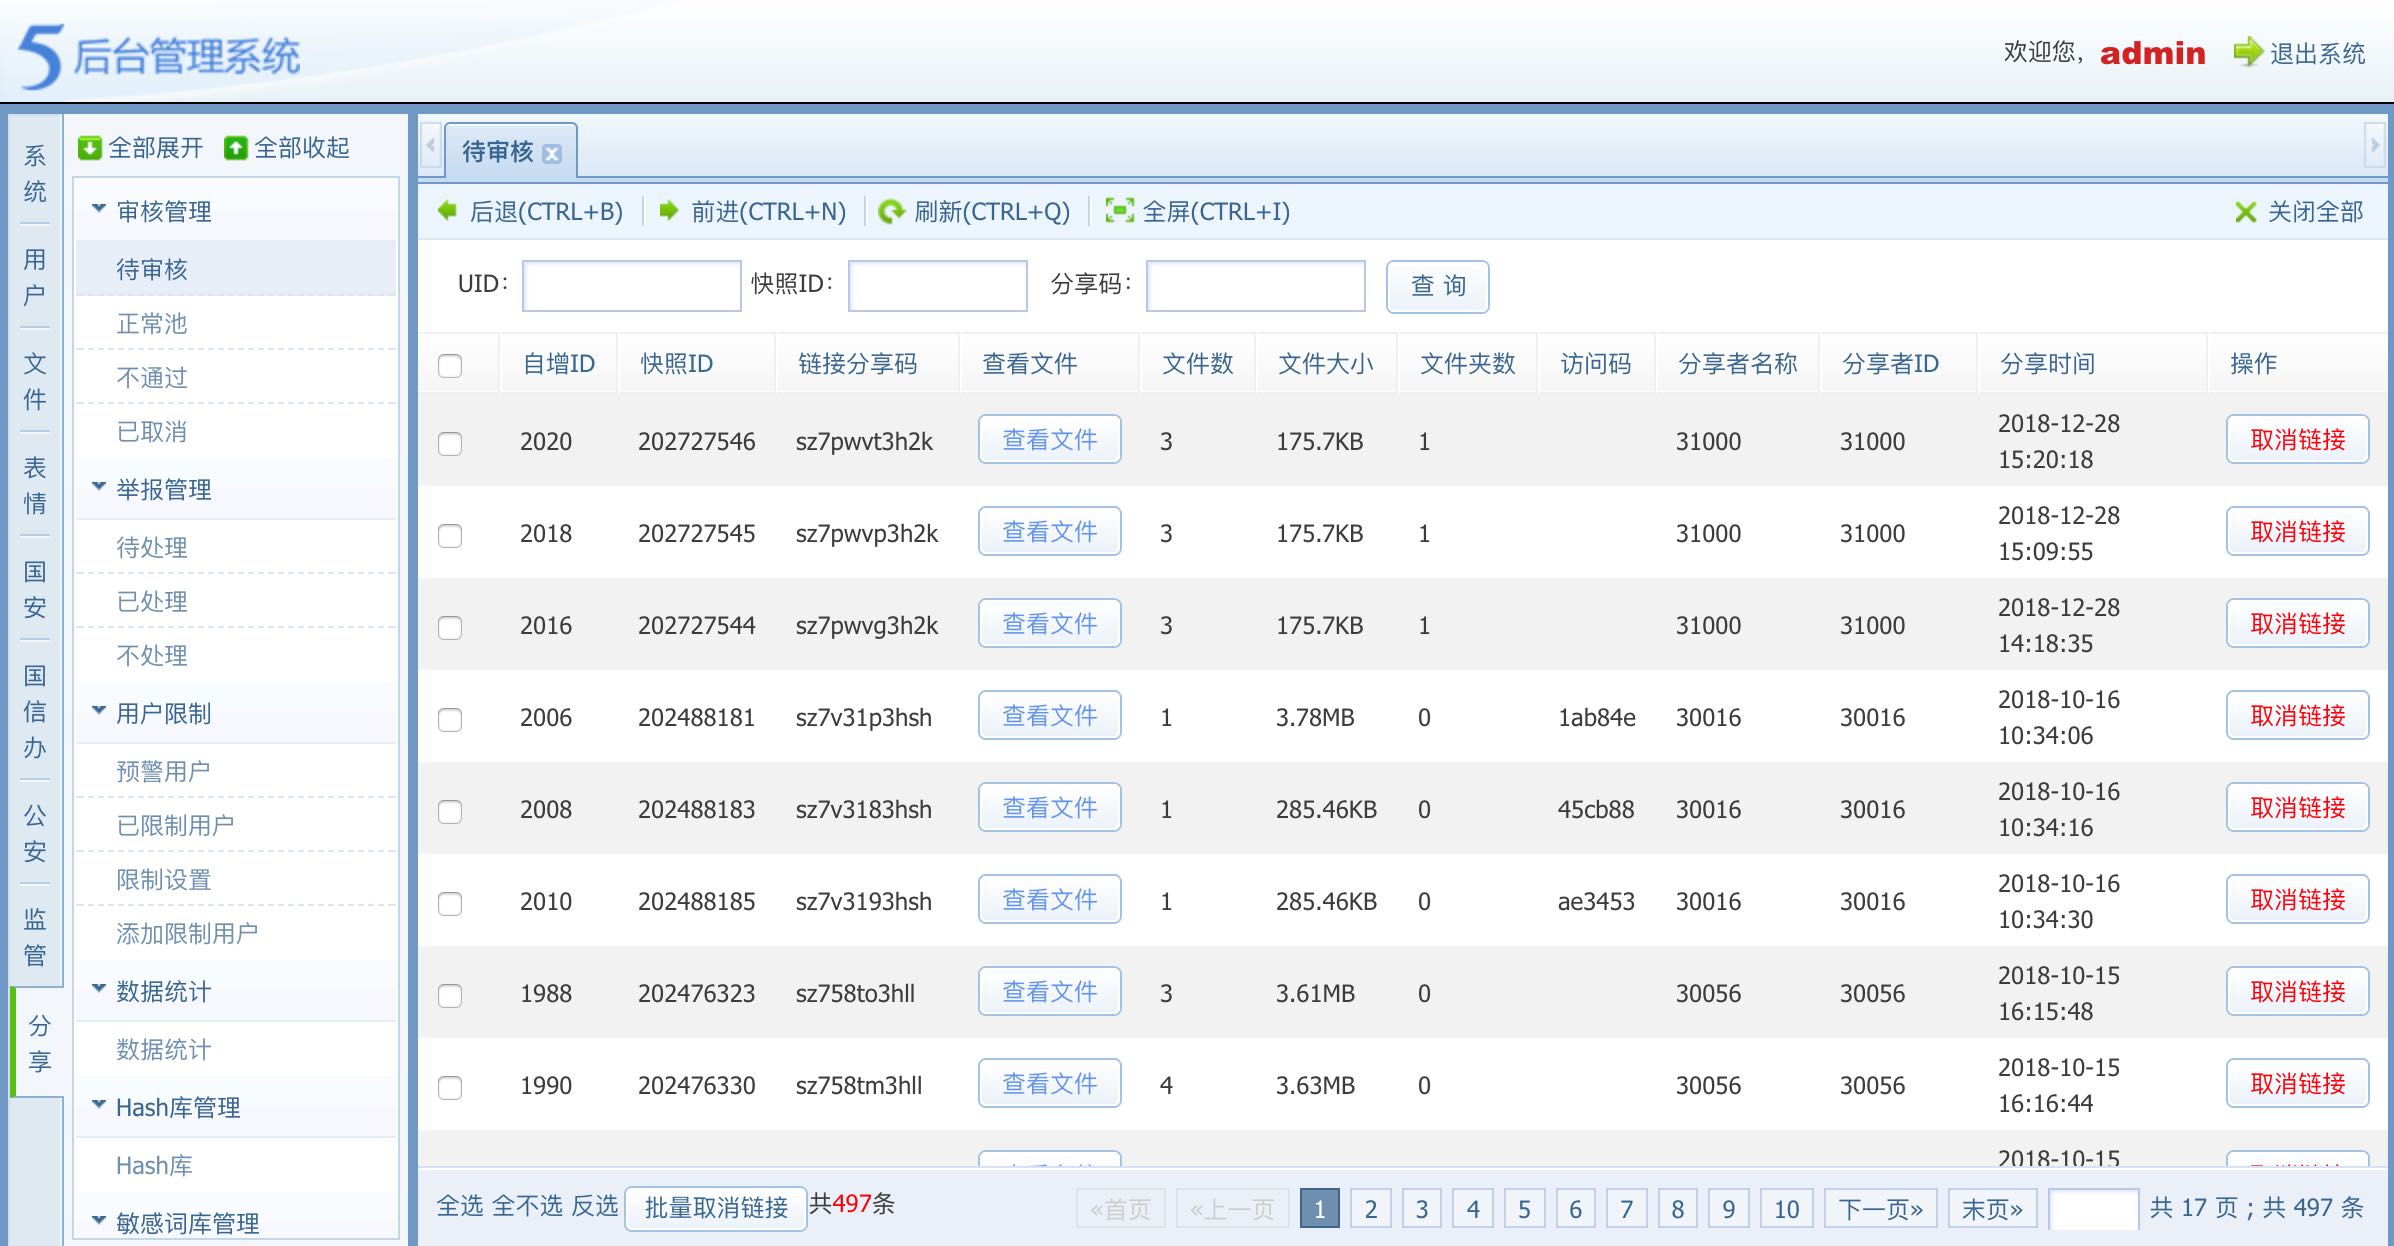 5后台管理系统
欢迎您, admin 退出系统
系统
用户
文件
表情
国安
国信办
公安
监管
分享
全部展开 全部收起
审核管理
待审核
正常池
不通过
已取消
举报管理
待处理
已处理
不处理
用户限制
预警用户
已限制用户
限制设置
添加限制用户
数据统计
数据统计
Hash库管理
Hash库
敏感词库管理
待审核
后退(CTRL+B) 前进(CTRL+N) 刷新(CTRL+Q) 全屏(CTRL+I) 关闭全部
UID: 快照ID: 分享码: 查 询
自增ID 快照ID 链接分享码 查看文件 文件数 文件大小 文件夹数 访问码 分享者名称 分享者ID 分享时间 操作
2020 202727546 sz7pwvt3h2k 查看文件 3 175.7KB 1 31000 31000 2018-12-28 15:20:18 取消链接
2018 202727545 sz7pwvp3h2k 查看文件 3 175.7KB 1 31000 31000 2018-12-28 15:09:55 取消链接
2016 202727544 sz7pwvg3h2k 查看文件 3 175.7KB 1 31000 31000 2018-12-28 14:18:35 取消链接
2006 202488181 sz7v31p3hsh 查看文件 1 3.78MB 0 1ab84e 30016 30016 2018-10-16 10:34:06 取消链接
2008 202488183 sz7v3183hsh 查看文件 1 285.46KB 0 45cb88 30016 30016 2018-10-16 10:34:16 取消链接
2010 202488185 sz7v3193hsh 查看文件 1 285.46KB 0 ae3453 30016 30016 2018-10-16 10:34:30 取消链接
1988 202476323 sz758to3hll 查看文件 3 3.61MB 0 30056 30056 2018-10-15 16:15:48 取消链接
1990 202476330 sz758tm3hll 查看文件 4 3.63MB 0 30056 30056 2018-10-15 16:16:44 取消链接
2018-10-15
全选 全不选 反选 批量取消链接 共497条 «首页 «上一页 1 2 3 4 5 6 7 8 9 10 下一页» 末页» 共 17 页 ; 共 497 条